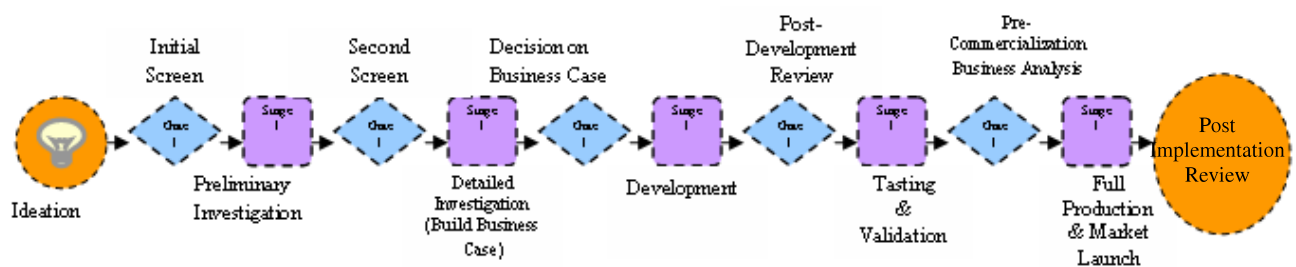 Initial
Screen
Second
Screen
Decision on
Business Case
Post-
Development
Review
Pre-
Commercialization
Business Analysis
Ideation
Preliminary
Investigation
Detailed
Investigation
(Build Business
Case)
Development
Tasting
&
Validation
Full
Production
& Market
Launch
Post
Implementation
Review